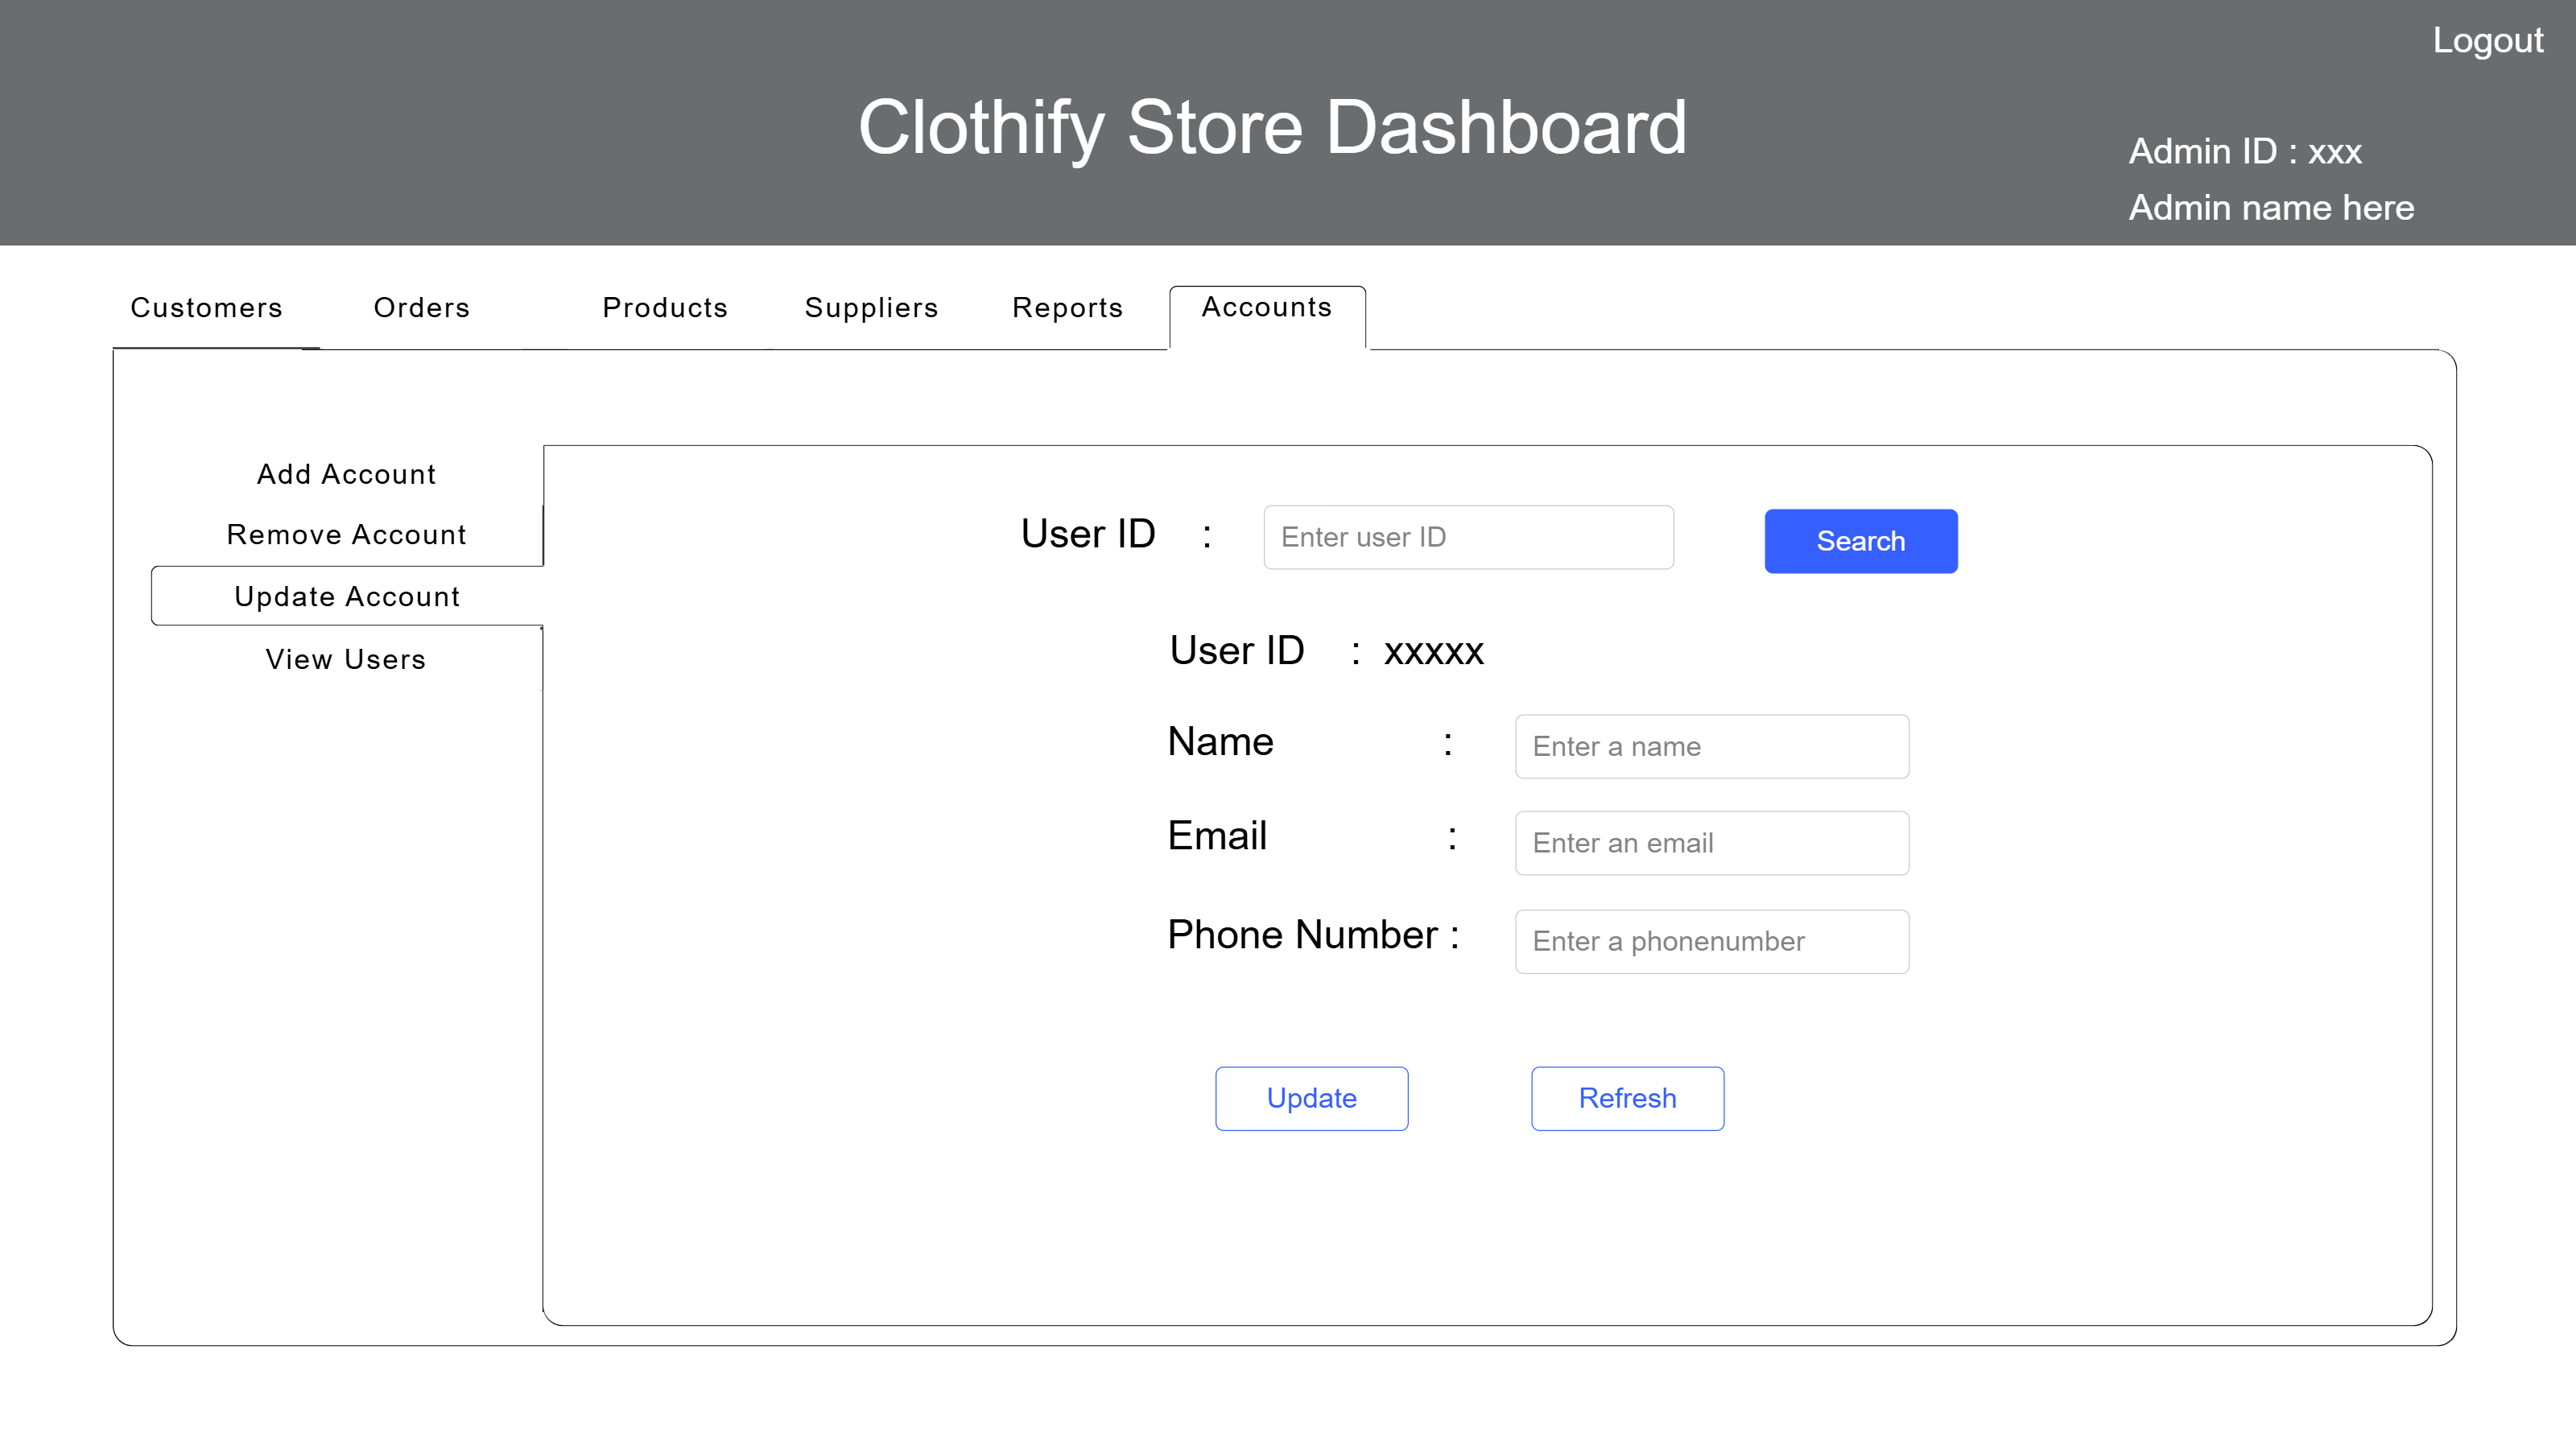 Logout
Clothify Store Dashboard
Admin ID : xxx
Admin name here
Customers Orders Products Suppliers Reports Accounts
Add Account
Remove Account
Update Account
View Users
User ID : Enter user ID Search
User ID : xxxxx
Name : Enter a name
Email : Enter an email
Phone Number : Enter a phonenumber
Update Refresh